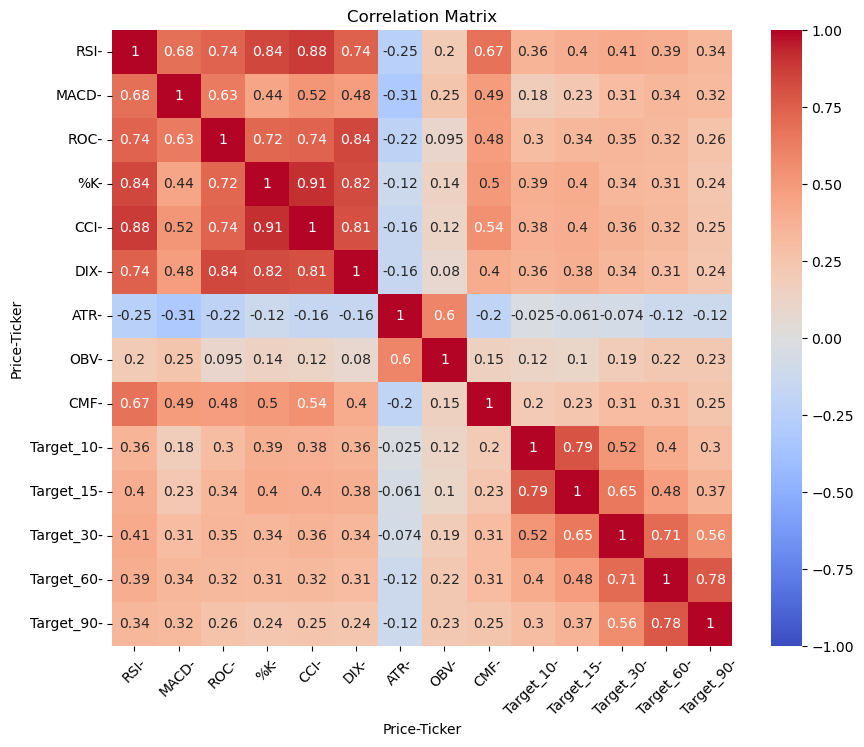 Correlation Matrix
RSI- 1 0.68 0.74 0.84 0.88 0.74 -0.25 0.2 0.67 0.36 0.4 0.41 0.39 0.34
MACD- 0.68 1 0.63 0.44 0.52 0.48 -0.31 0.25 0.49 0.18 0.23 0.31 0.34 0.32
ROC- 0.74 0.63 1 0.72 0.74 0.84 -0.22 0.095 0.48 0.3 0.34 0.35 0.32 0.26
%K- 0.84 0.44 0.72 1 0.91 0.82 -0.12 0.14 0.5 0.39 0.4 0.34 0.31 0.24
CCI- 0.88 0.52 0.74 0.91 1 0.81 -0.16 0.12 0.54 0.38 0.4 0.36 0.32 0.25
DIX- 0.74 0.48 0.84 0.82 0.81 1 -0.16 0.08 0.4 0.36 0.38 0.34 0.31 0.24
ATR- -0.25 -0.31 -0.22 -0.12 -0.16 -0.16 1 0.6 -0.2 -0.025 -0.061 -0.074 -0.12 -0.12
OBV- 0.2 0.25 0.095 0.14 0.12 0.08 0.6 1 0.15 0.12 0.1 0.19 0.22 0.23
CMF- 0.67 0.49 0.48 0.5 0.54 0.4 -0.2 0.15 1 0.2 0.23 0.31 0.31 0.25
Target_10- 0.36 0.18 0.3 0.39 0.38 0.36 -0.025 0.12 0.2 1 0.79 0.52 0.4 0.3
Target_15- 0.4 0.23 0.34 0.4 0.4 0.38 -0.061 0.1 0.23 0.79 1 0.65 0.48 0.37
Target_30- 0.41 0.31 0.35 0.34 0.36 0.34 -0.074 0.19 0.31 0.52 0.65 1 0.71 0.56
Target_60- 0.39 0.34 0.32 0.31 0.32 0.31 -0.12 0.22 0.31 0.4 0.48 0.71 1 0.78
Target_90- 0.34 0.32 0.26 0.24 0.25 0.24 -0.12 0.23 0.25 0.3 0.37 0.56 0.78 1
RSI- MACD- ROC- %K- CCI- DIX- ATR- OBV- CMF- Target_10- Target_15- Target_30- Target_60- Target_90-
Price-Ticker
Price-Ticker
1.00
0.75
0.50
0.25
0.00
−0.25
−0.50
−0.75
−1.00